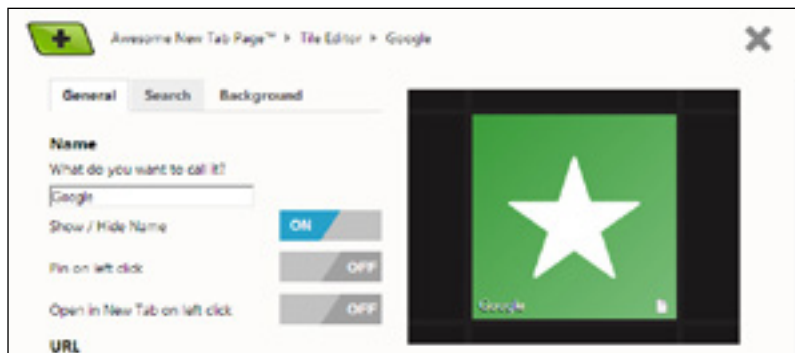 Awesome New Tab Page™ ▸ Tile Editor ▸ Google
General Search Background
Name
What do you want to call it?
Google
Show / Hide Name ON
Pin on left click OFF
Open in New Tab on left click OFF
URL
Google